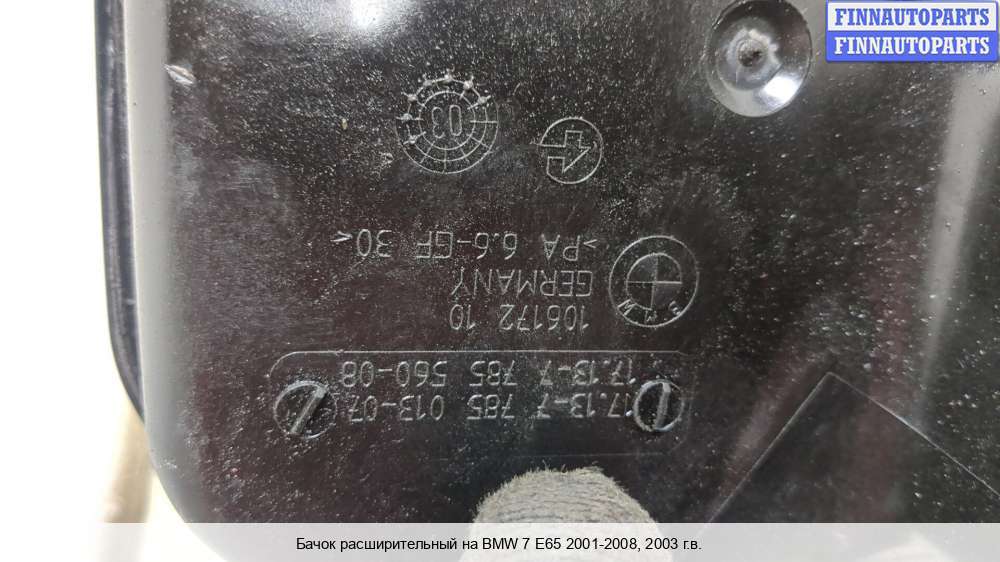 FINNAUTOPARTS
FINNAUTOPARTS
17.13-7 785 013-07
17.13-7 785 560-08
106172 10
GERMANY
>PA 6.6-GF 30<
BMW
03
Бачок расширительный на BMW 7 E65 2001-2008, 2003 г.в.